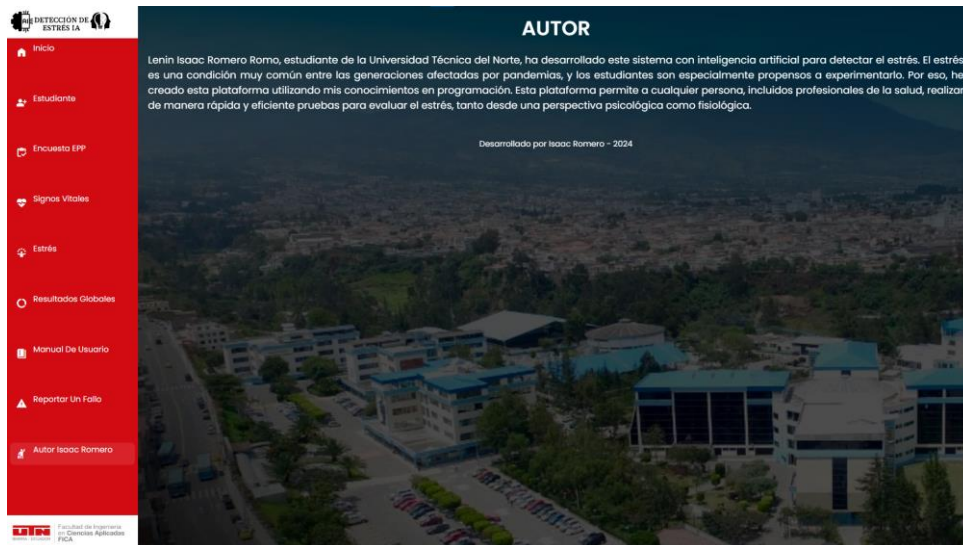 DETECCIÓN DE
ESTRÉS IA
Inicio
Estudiante
Encuesta EPP
Signos Vitales
Estrés
Resultados Globales
Manual De Usuario
Reportar Un Fallo
Autor Isaac Romero
UTN
Facultad de Ingeniería
en Ciencias Aplicadas
FICA
AUTOR
Lenin Isaac Romero Romo, estudiante de la Universidad Técnica del Norte, ha desarrollado este sistema con inteligencia artificial para detectar el estrés. El estrés
es una condición muy común entre las generaciones afectadas por pandemias, y los estudiantes son especialmente propensos a experimentarlo. Por eso, he
creado esta plataforma utilizando mis conocimientos en programación. Esta plataforma permite a cualquier persona, incluidos profesionales de la salud, realizar
de manera rápida y eficiente pruebas para evaluar el estrés, tanto desde una perspectiva psicológica como fisiológica.
Desarrollado por Isaac Romero - 2024